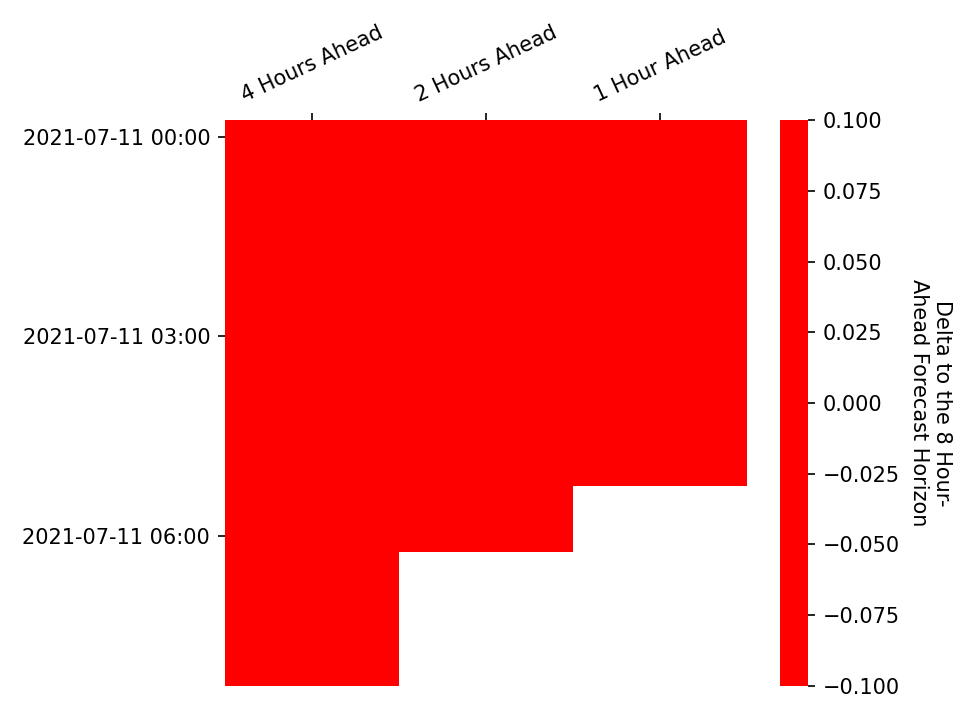 4 Hours Ahead
2 Hours Ahead
1 Hour Ahead
2021-07-11 00:00
2021-07-11 03:00
2021-07-11 06:00
0.100
0.075
0.050
0.025
0.000
−0.025
−0.050
−0.075
−0.100
Delta to the 8 Hour-
Ahead Forecast Horizon